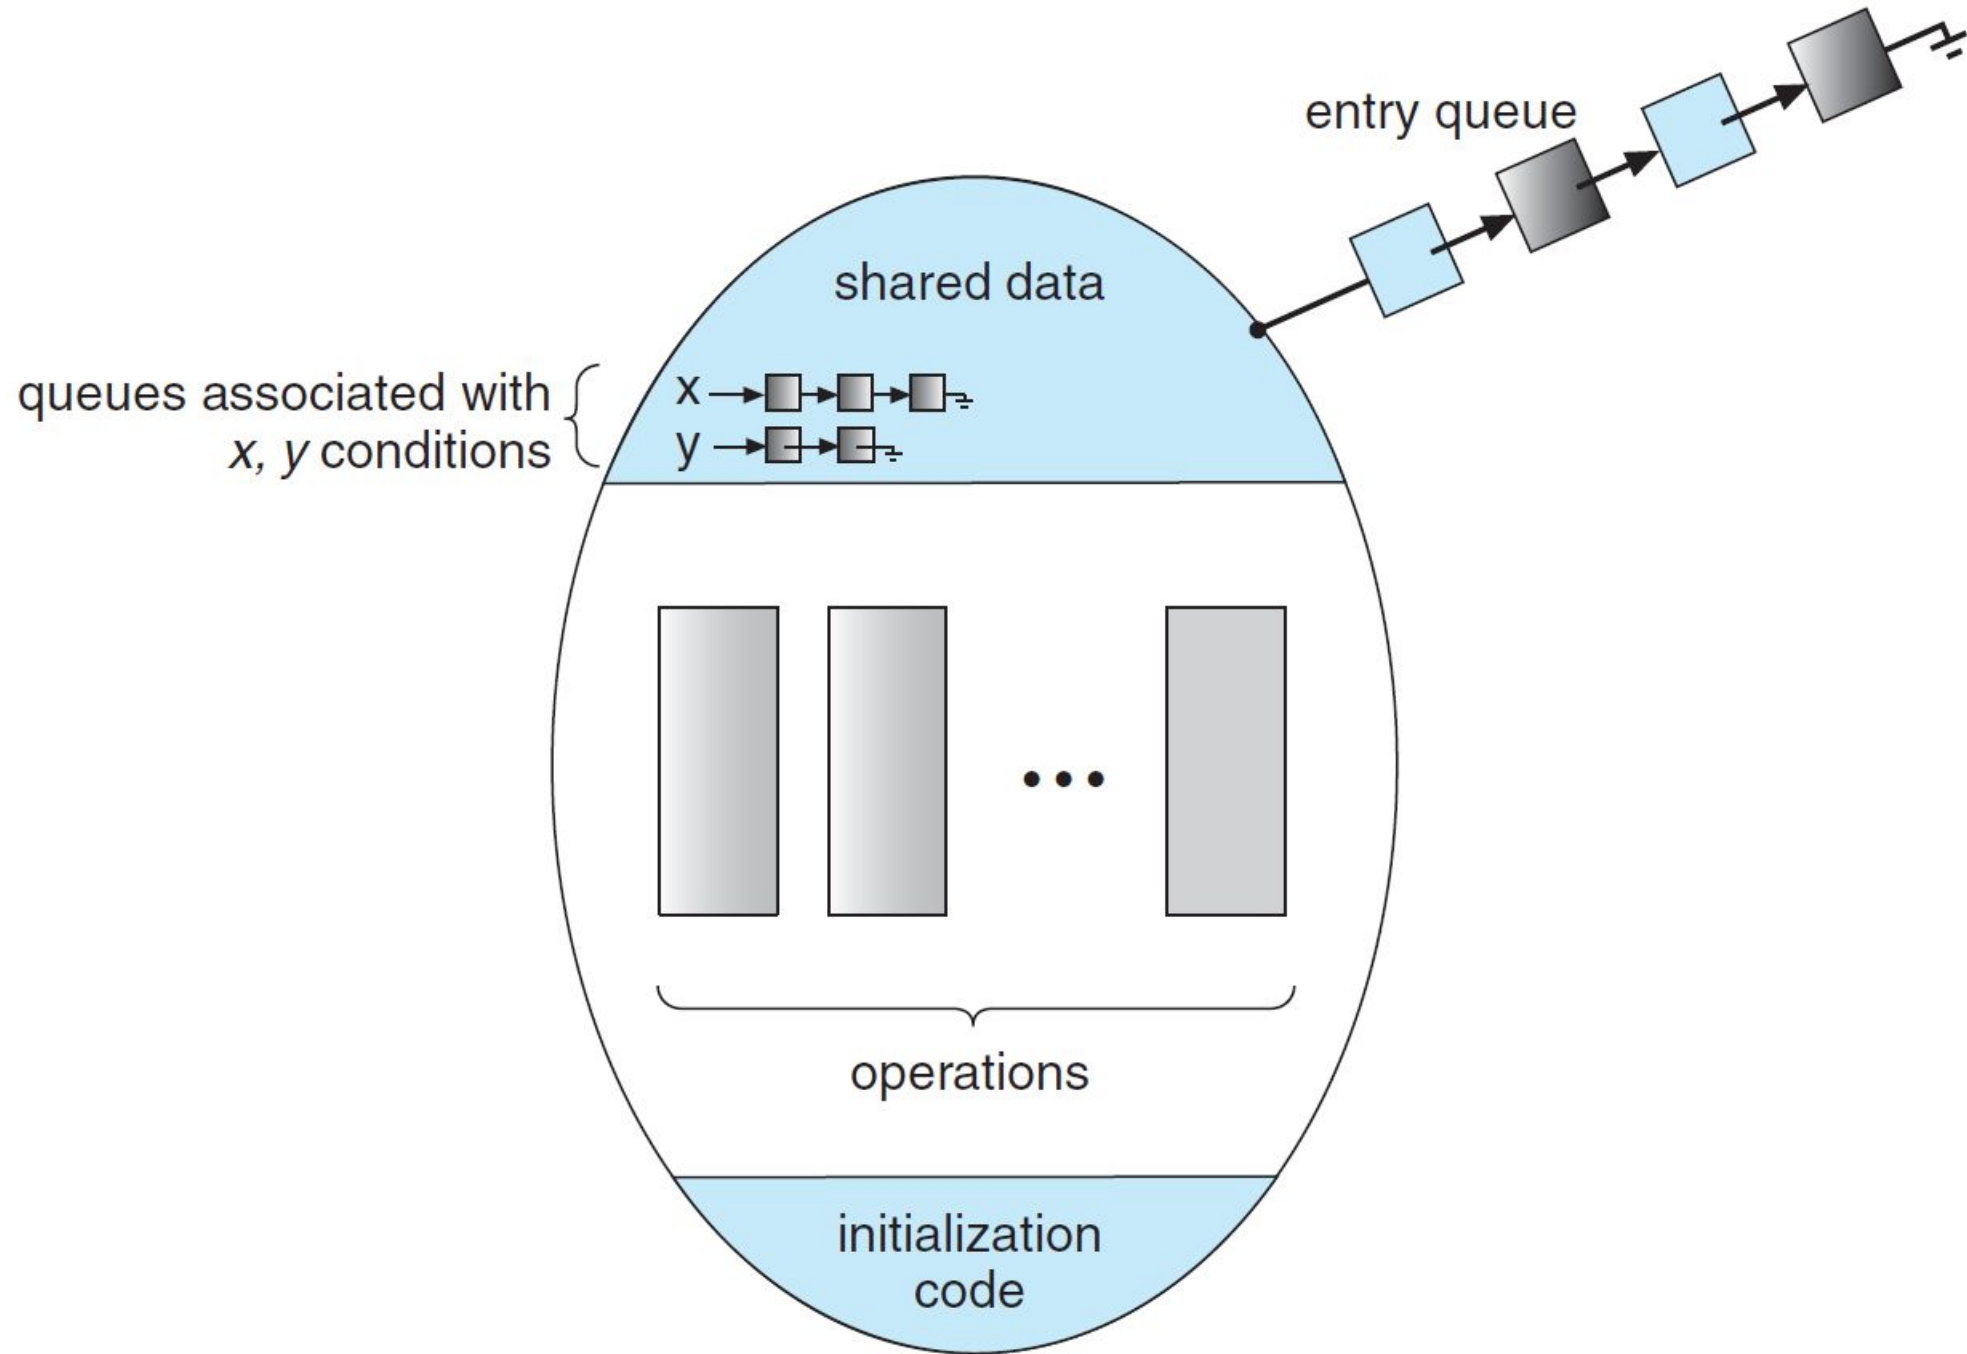 entry queue
shared data
queues associated with
x, y conditions
x
y
•••
operations
initialization
code